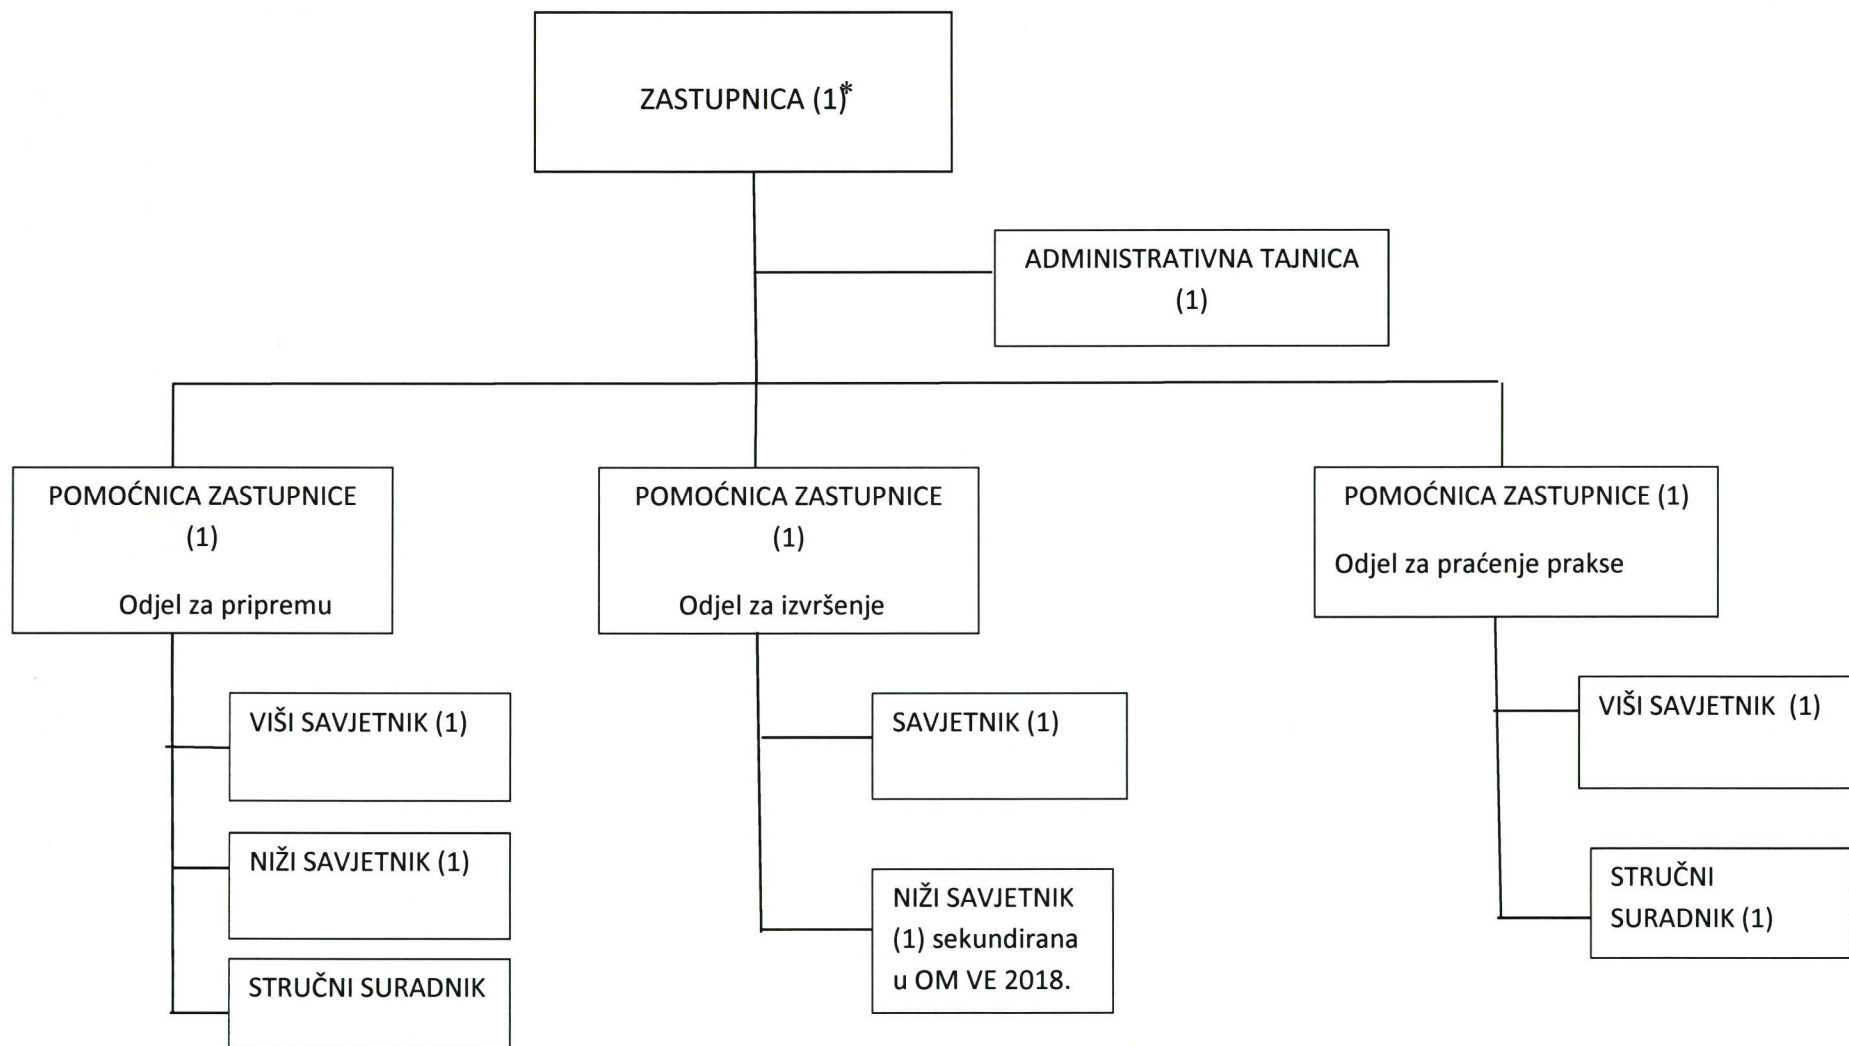 ZASTUPNICA (1)*
ADMINISTRATIVNA TAJNICA
(1)
POMOĆNICA ZASTUPNICE
(1)
Odjel za pripremu
VIŠI SAVJETNIK (1)
NIŽI SAVJETNIK (1)
STRUČNI SURADNIK
POMOĆNICA ZASTUPNICE
(1)
Odjel za izvršenje
SAVJETNIK (1)
NIŽI SAVJETNIK
(1) sekundirana
u OM VE 2018.
POMOĆNICA ZASTUPNICE (1)
Odjel za praćenje prakse
VIŠI SAVJETNIK (1)
STRUČNI
SURADNIK (1)